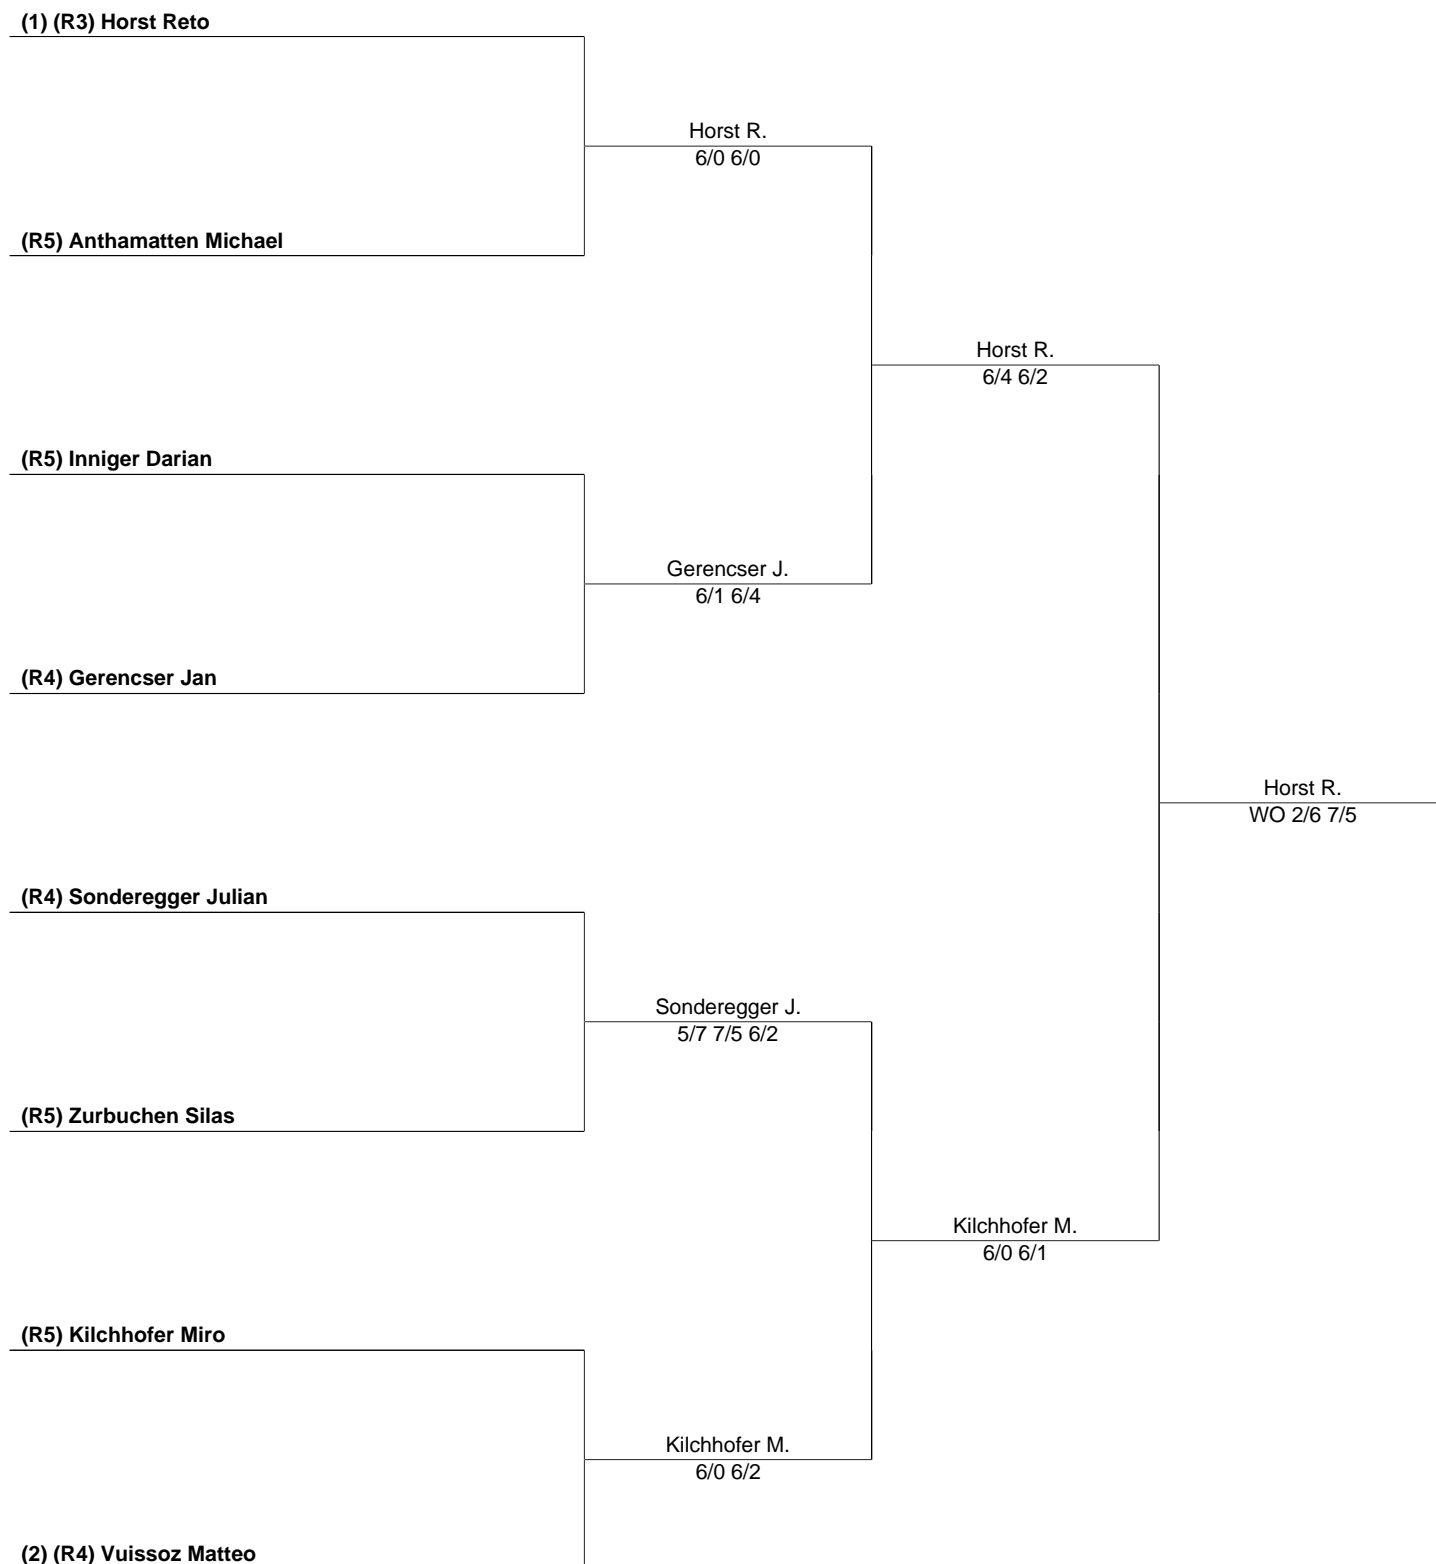 (1) (R3) Horst Reto
Horst R.
6/0 6/0
(R5) Anthamatten Michael
Horst R.
6/4 6/2
(R5) Inniger Darian
Gerencser J.
6/1 6/4
(R4) Gerencser Jan
Horst R.
WO 2/6 7/5
(R4) Sonderegger Julian
Sonderegger J.
5/7 7/5 6/2
(R5) Zurbuchen Silas
Kilchhofer M.
6/0 6/1
(R5) Kilchhofer Miro
Kilchhofer M.
6/0 6/2
(2) (R4) Vuissoz Matteo